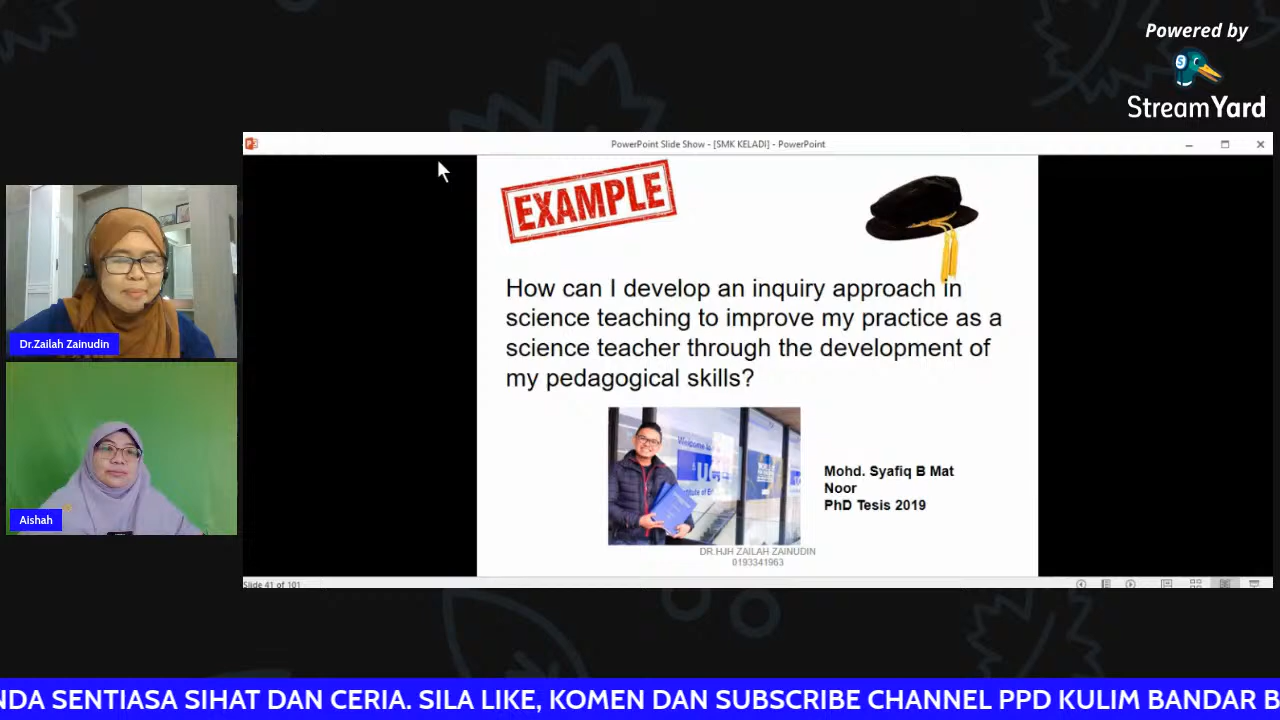 Powered by
StreamYard
PowerPoint Slide Show - [SMK KELADI] - PowerPoint
EXAMPLE
How can I develop an inquiry approach in
science teaching to improve my practice as a
science teacher through the development of
my pedagogical skills?
Welcome to
Mohd. Syafiq B Mat
Noor
PhD Tesis 2019
DR.HJH ZAILAH ZAINUDIN
0193341963
Slide 41 of 101
Dr.Zailah Zainudin
Aishah
NDA SENTIASA SIHAT DAN CERIA. SILA LIKE, KOMEN DAN SUBSCRIBE CHANNEL PPD KULIM BANDAR B